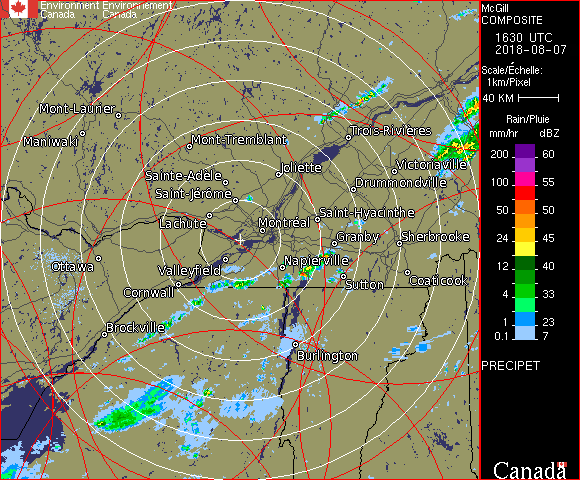 Environment Environnement
Canada Canada
McGill
COMPOSITE
1630 UTC
2018-08-07
Scale/Échelle:
1km/Pixel
40 KM
Rain/Pluie
mm/hr dBZ
200 60
100 55
50 50
24 45
12 40
4 33
1 23
0.1 7
PRECIPET
Canada
Mont-Laurier
Maniwaki
Mont-Tremblant
Trois-Rivières
Victoriaville
Joliette
Sainte-Adèle
Drummondville
Saint-Jérôme
Saint-Hyacinthe
Lachute
Montréal
Granby
Sherbrooke
Ottawa
Valleyfield
Napierville
Coaticook
Cornwall
Sutton
Brockville
Burlington